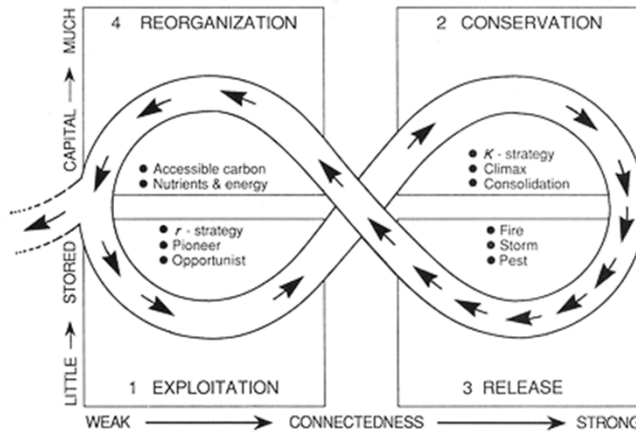 4 REORGANIZATION
2 CONSERVATION
● Accessible carbon
● Nutrients & energy
● K - strategy
● Climax
● Consolidation
● r - strategy
● Pioneer
● Opportunist
● Fire
● Storm
● Pest
1 EXPLOITATION
3 RELEASE
LITTLE → STORED CAPITAL → MUCH
WEAK → CONNECTEDNESS → STRONG